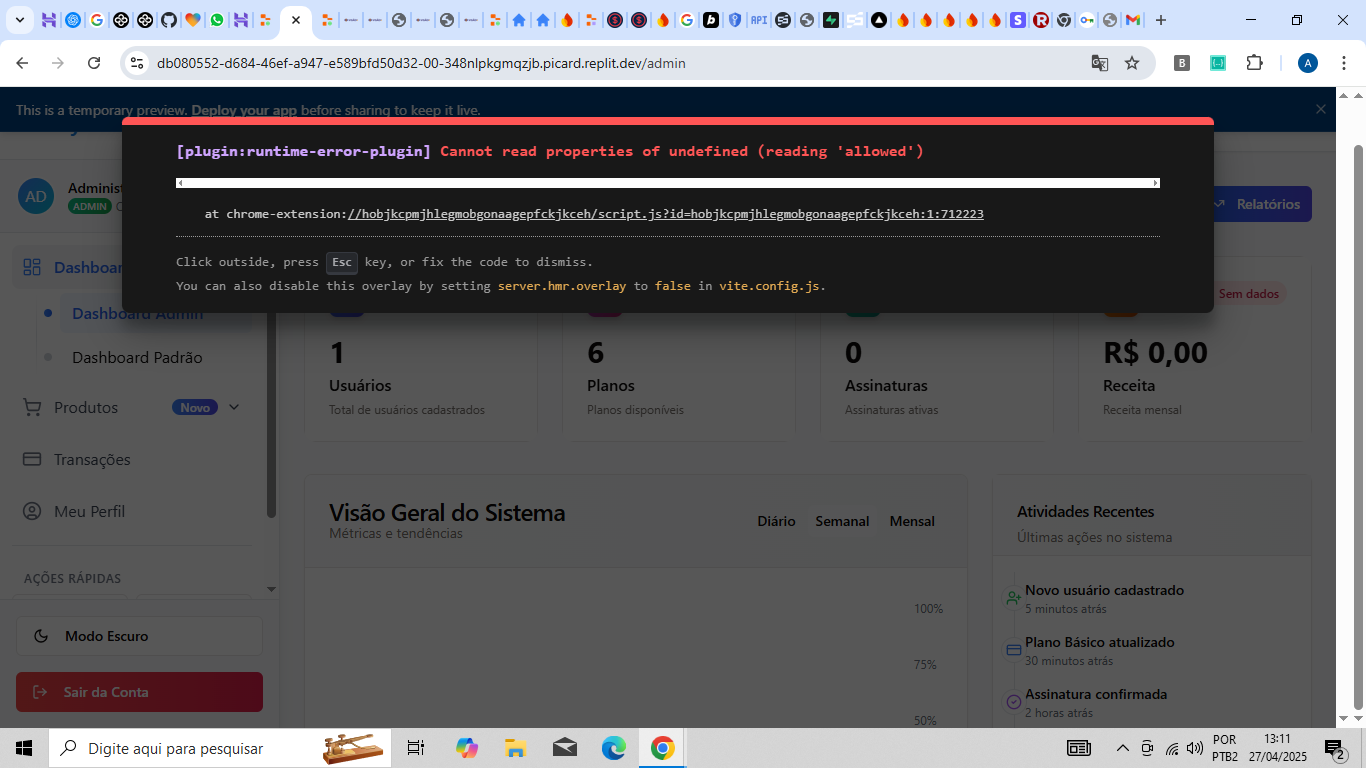 db080552-d684-46ef-a947-e589bfd50d32-00-348nlpkgmqzjb.picard.replit.dev/admin
B
A
This is a temporary preview. Deploy your app before sharing to keep it live.
[plugin:runtime-error-plugin] Cannot read properties of undefined (reading 'allowed')
at chrome-extension://hobjkcpmjhlegmobgonaagepfckjkceh/script.js?id=hobjkcpmjhlegmobgonaagepfckjkceh:1:712223
Click outside, press Esc key, or fix the code to dismiss.
You can also disable this overlay by setting server.hmr.overlay to false in vite.config.js.
AD
Administ
ADMIN
Relatórios
Dashboar
Dashboard Admin
Dashboard Padrão
Produtos
Novo
Transações
Meu Perfil
AÇÕES RÁPIDAS
Modo Escuro
Sair da Conta
1
Usuários
Total de usuários cadastrados
6
Planos
Planos disponíveis
0
Assinaturas
Assinaturas ativas
Sem dados
R$ 0,00
Receita
Receita mensal
Visão Geral do Sistema
Métricas e tendências
Diário
Semanal
Mensal
100%
75%
50%
Atividades Recentes
Últimas ações no sistema
Novo usuário cadastrado
5 minutos atrás
Plano Básico atualizado
30 minutos atrás
Assinatura confirmada
2 horas atrás
Digite aqui para pesquisar
POR
PTB2
13:11
27/04/2025
2